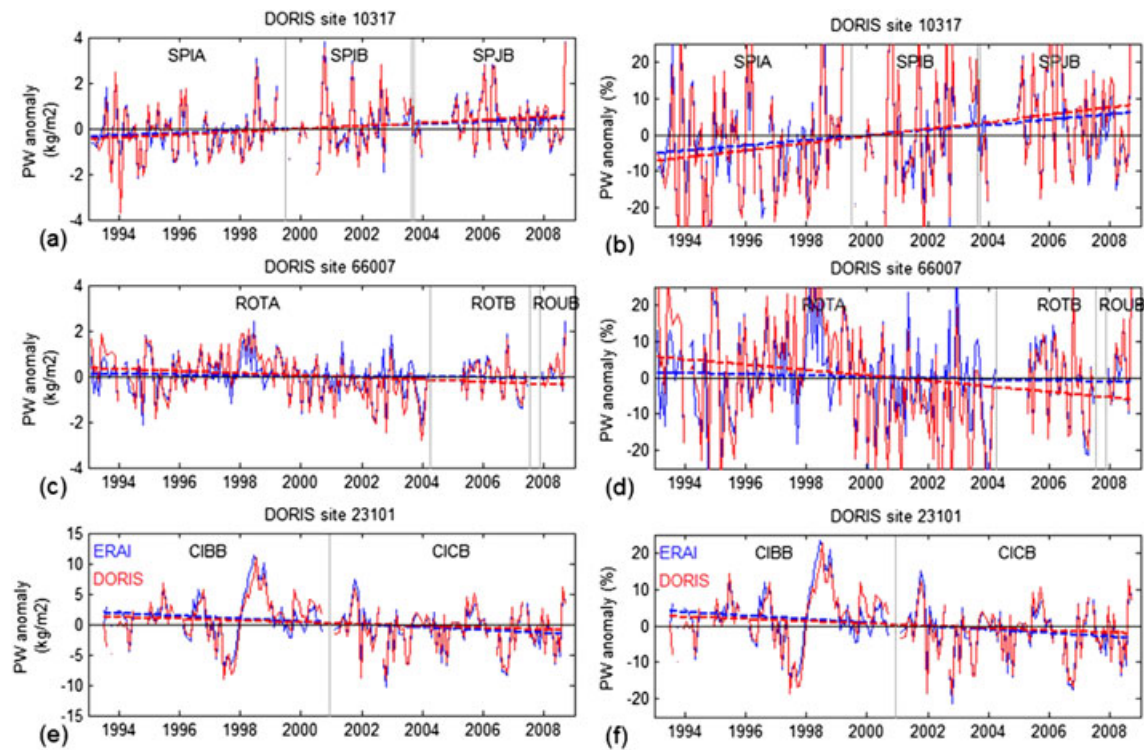 DORIS site 10317
PW anomaly
(kg/m2)
4
2
0
-2
-4
SPIA SPIB SPJB
1994 1996 1998 2000 2002 2004 2006 2008
(a)
DORIS site 10317
PW anomaly (%)
20
10
0
-10
-20
SPIA SPIB SPJB
1994 1996 1998 2000 2002 2004 2006 2008
(b)
DORIS site 66007
PW anomaly
(kg/m2)
4
2
0
-2
-4
ROTA ROTB ROUB
1994 1996 1998 2000 2002 2004 2006 2008
(c)
DORIS site 66007
PW anomaly (%)
20
10
0
-10
-20
ROTA ROTB ROUB
1994 1996 1998 2000 2002 2004 2006 2008
(d)
DORIS site 23101
PW anomaly
(kg/m2)
15
10
5
0
-5
-10
-15
ERAI CIBB CICB
DORIS
1994 1996 1998 2000 2002 2004 2006 2008
(e)
DORIS site 23101
PW anomaly (%)
20
10
0
-10
-20
ERAI CIBB CICB
DORIS
1994 1996 1998 2000 2002 2004 2006 2008
(f)